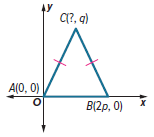 y
C(?, q)
A(0, 0)
O
B(2p, 0)
x